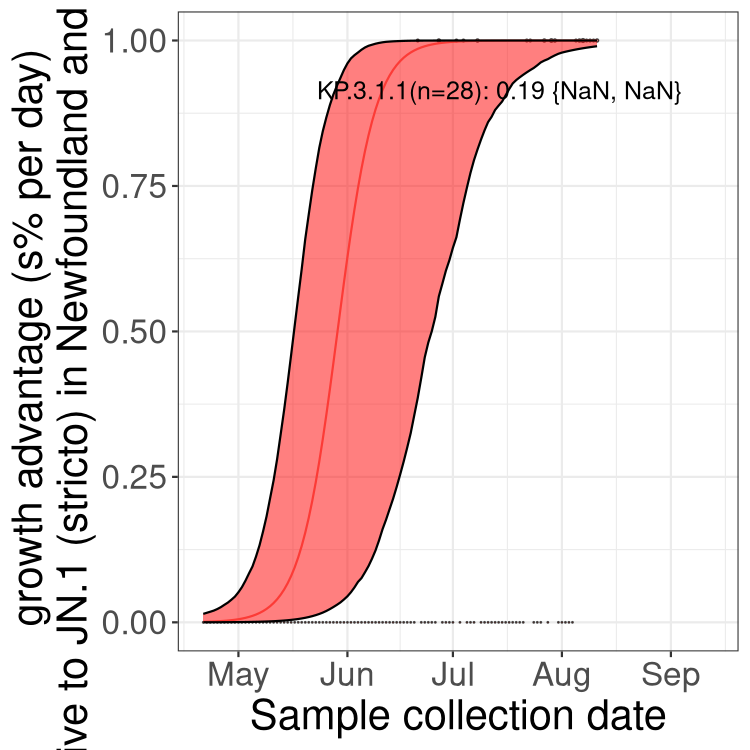 growth advantage (s% per day)
ive to JN.1 (stricto) in Newfoundland and
1.00
0.75
0.50
0.25
0.00
KP.3.1.1(n=28): 0.19 {NaN, NaN}
May Jun Jul Aug Sep
Sample collection date